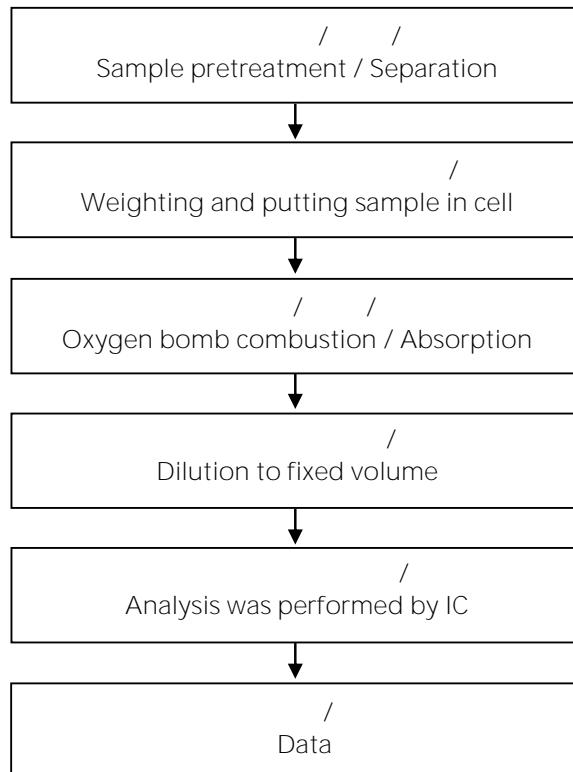 / /
Sample pretreatment / Separation
/
Weighting and putting sample in cell
/ /
Oxygen bomb combustion / Absorption
/
Dilution to fixed volume
/
Analysis was performed by IC
/
Data